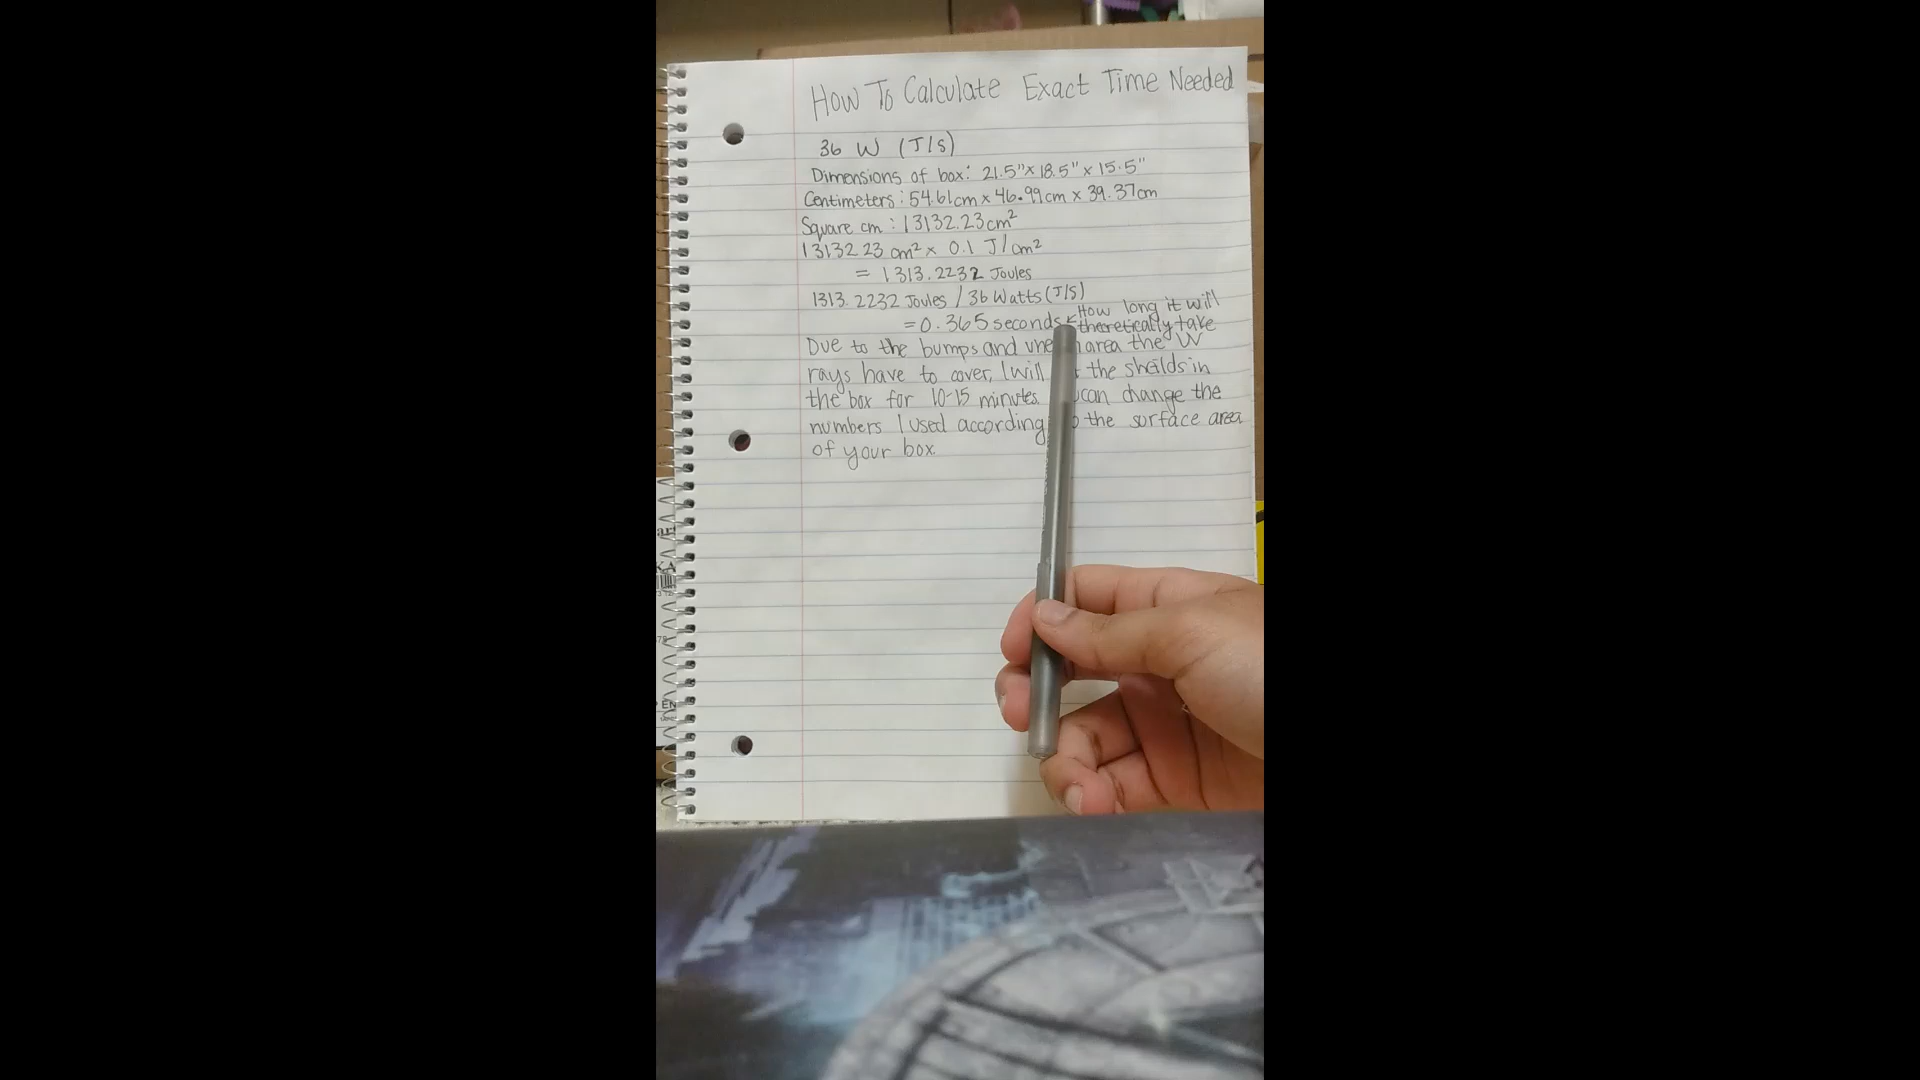 How To Calculate Exact Time Needed
36 W (J/s)
Dimensions of box: 21.5"x 18.5" x 15.5"
Centimeters: 54.61cm x 46.99cm x 39.37cm
Square cm: 13132.23cm²
13132.23 cm² x 0.1 J/cm²
= 1313.2232 Joules
1313.2232 Joules / 36 Watts (J/s)
= 0.365 seconds ← How long it will
theretically take
Due to the bumps and area the
rays have to cover, I will the sheilds in
the box for 10-15 minutes. can change the
numbers I used according the surface area
of your box.